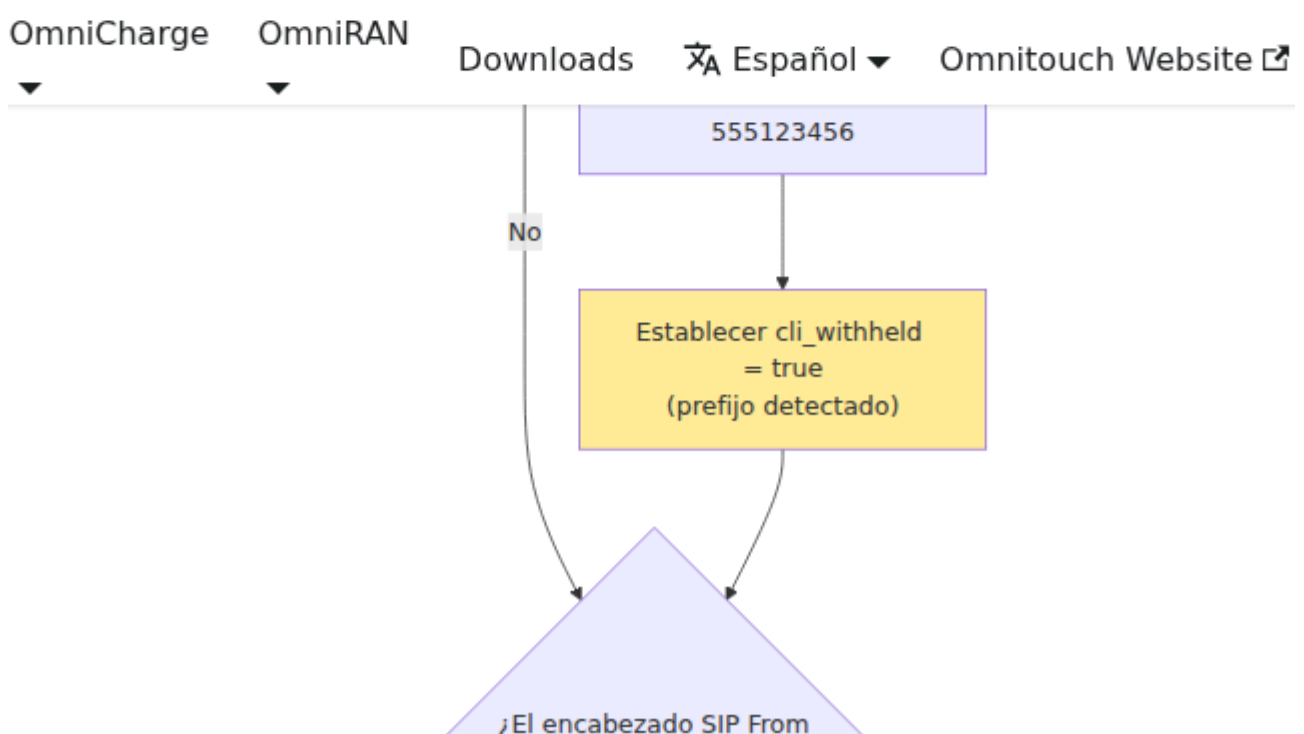 OmniCharge
OmniRAN
Downloads
Español
Omnitouch Website
555123456
No
Establecer cli_withheld
= true
(prefijo detectado)
¿El encabezado SIP From